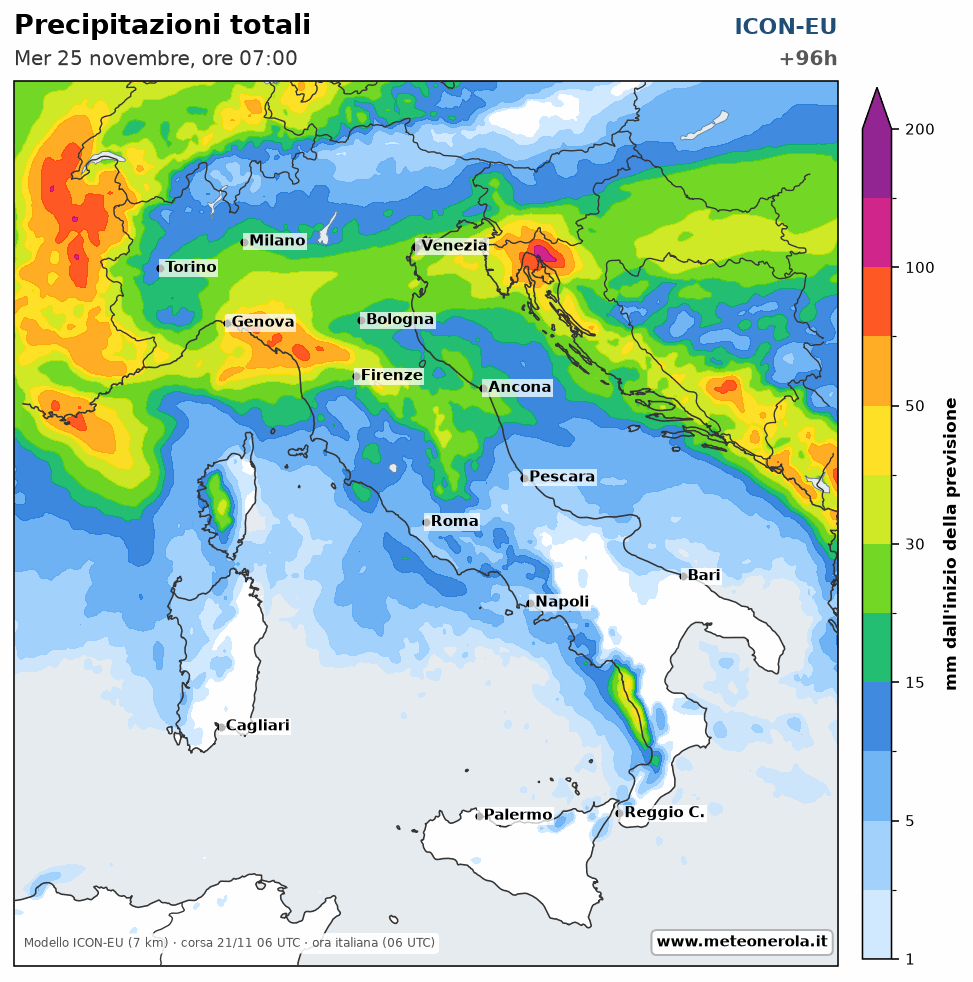 Precipitazioni totali
ICON-EU
Mer 25 novembre, ore 07:00
+96h
200
100
50
30
15
5
1
mm dall'inizio della previsione
Milano
Venezia
Torino
Genova
Bologna
Firenze
Ancona
Pescara
Roma
Bari
Napoli
Cagliari
Palermo
Reggio C.
Modello ICON-EU (7 km) · corsa 21/11 06 UTC · ora italiana (06 UTC)
www.meteonerola.it